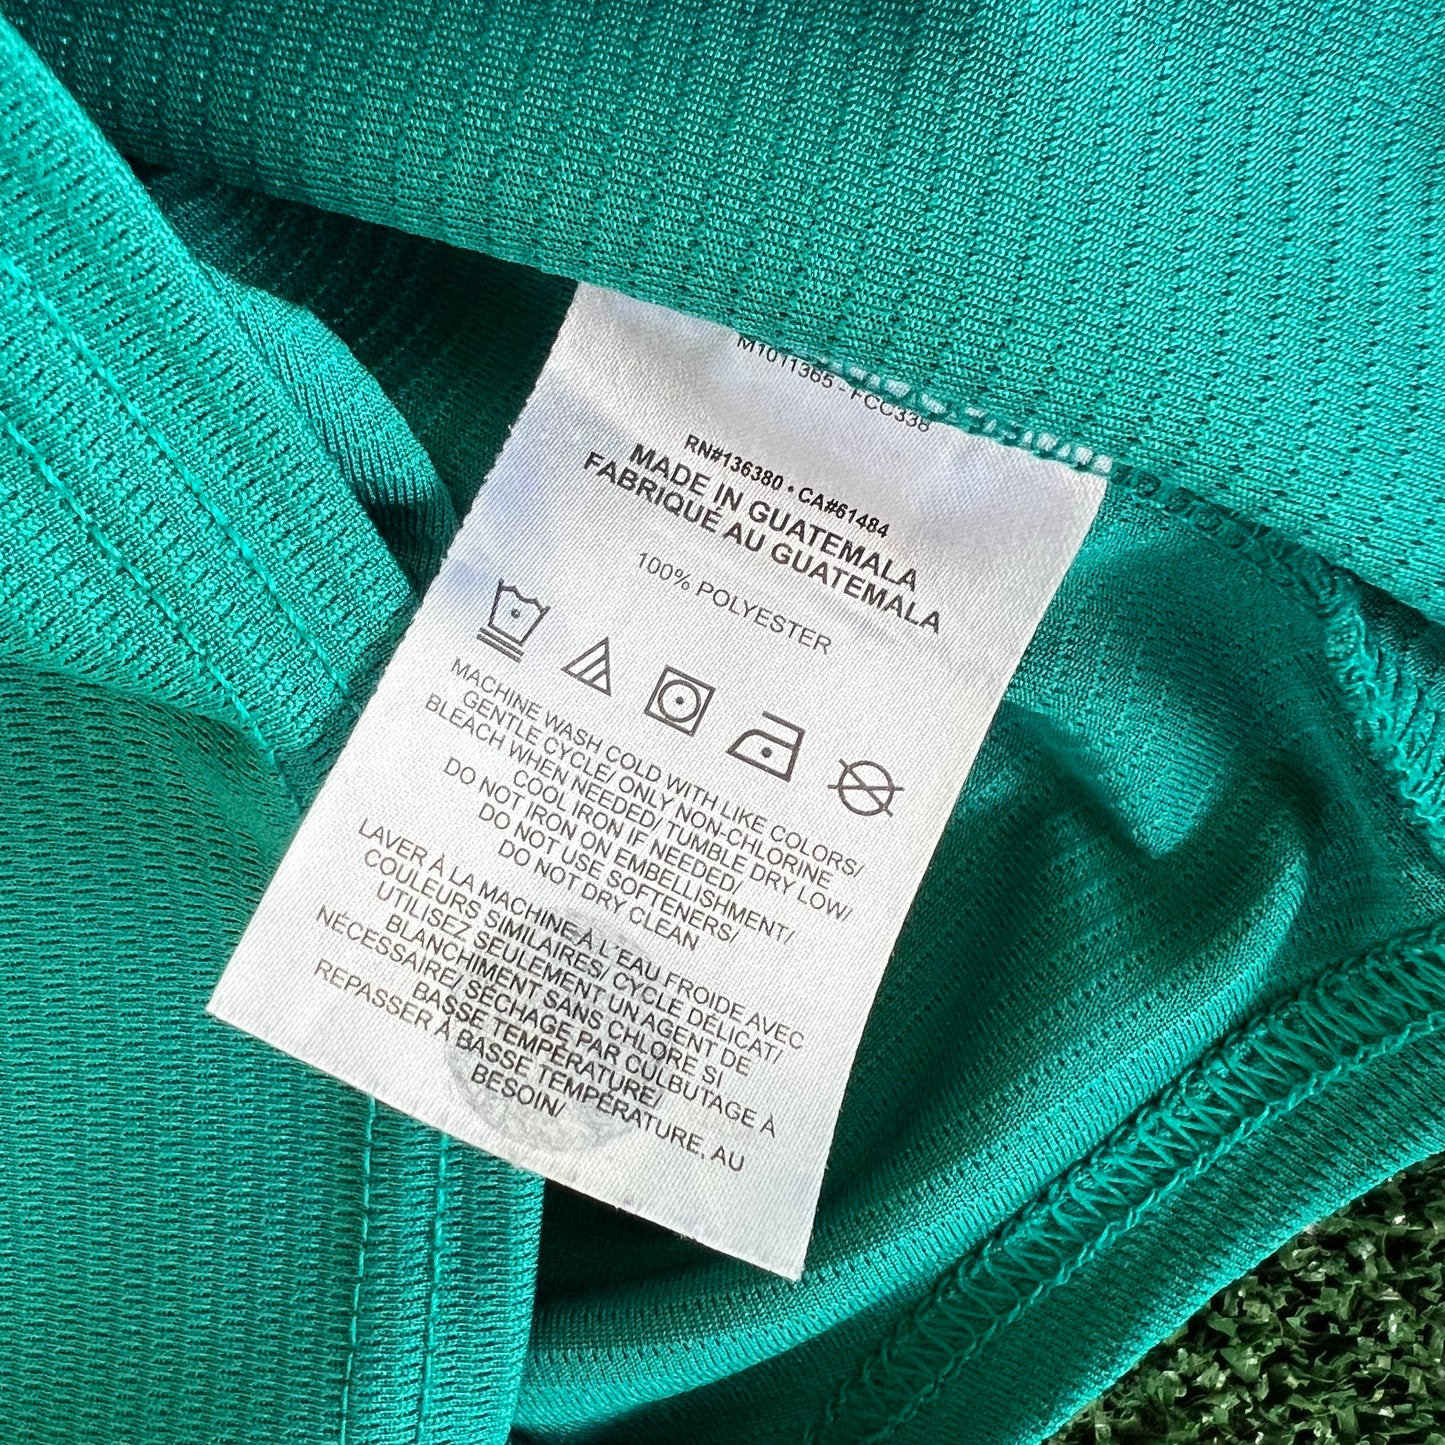 M1011365 - FCC338
RN#136380 • CA#61484
MADE IN GUATEMALA
FABRIQUÉ AU GUATEMALA
100% POLYESTER
MACHINE WASH COLD WITH LIKE COLORS/
GENTLE CYCLE/ ONLY NON-CHLORINE
BLEACH WHEN NEEDED/ TUMBLE DRY LOW/
COOL IRON IF NEEDED/
DO NOT IRON ON EMBELLISHMENT/
DO NOT USE SOFTENERS/
DO NOT DRY CLEAN
LAVER À LA MACHINE À L'EAU FROIDE AVEC
COULEURS SIMILAIRES/ CYCLE DÉLICAT/
UTILISEZ SEULEMENT UN AGENT DE
BLANCHIMENT SANS CHLORE SI
NÉCESSAIRE/ SÉCHAGE PAR CULBUTAGE À
BASSE TEMPÉRATURE/
REPASSER À BASSE TEMPÉRATURE, AU
BESOIN/